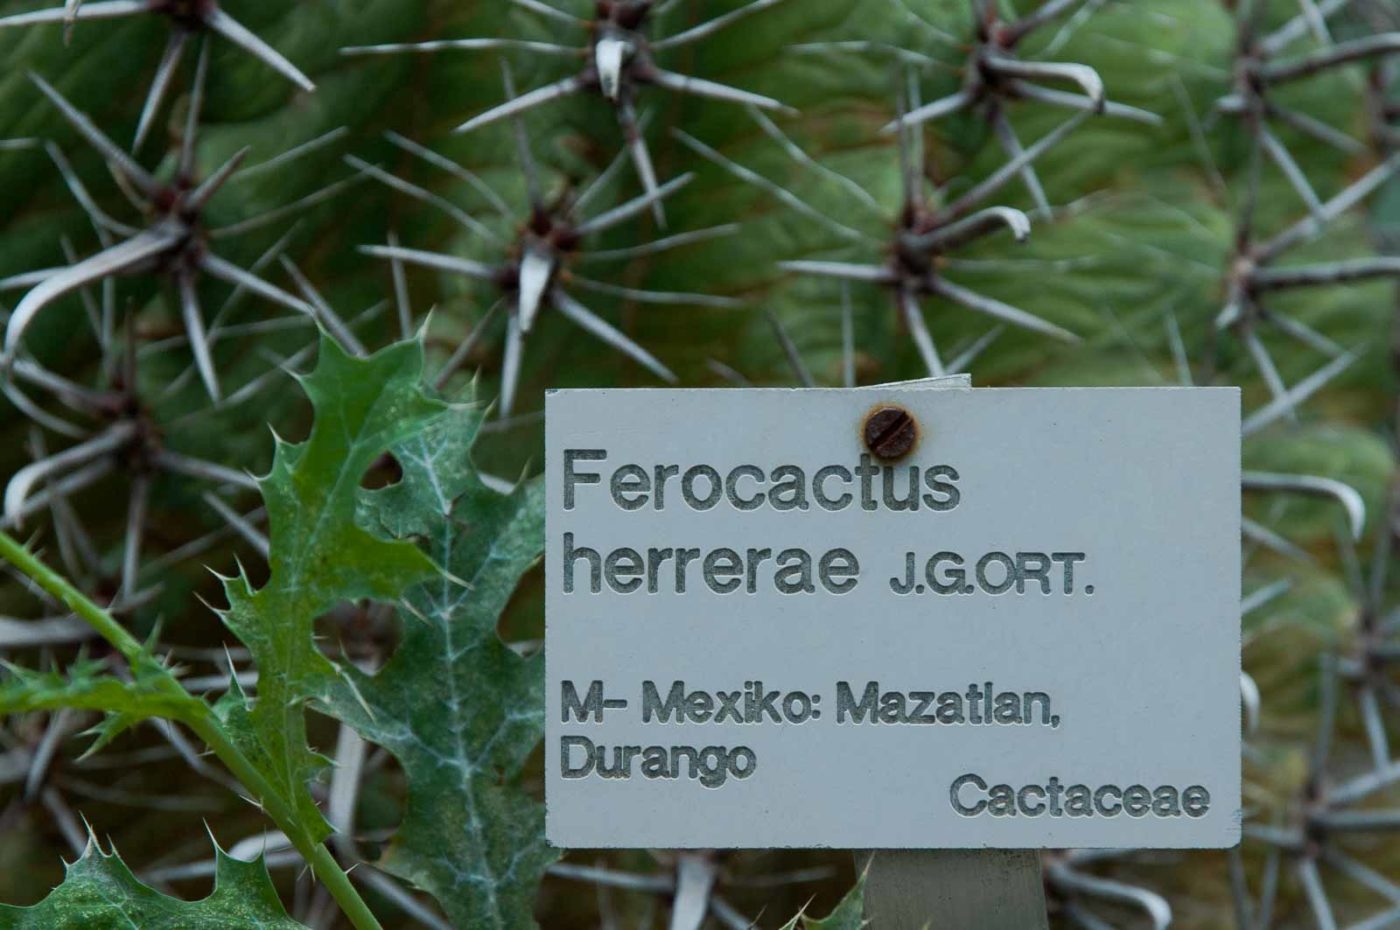 Ferocactus
herrerae J.G.ORT.
M- Mexiko: Mazatlan,
Durango
Cactaceae